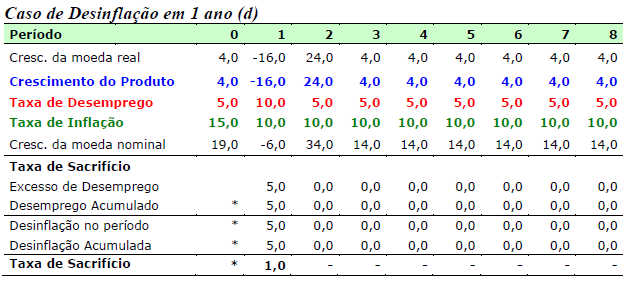 Caso de Desinflação em 1 ano (d)
Período 0 1 2 3 4 5 6 7 8
Cresc. da moeda real 4,0 -16,0 24,0 4,0 4,0 4,0 4,0 4,0 4,0
Crescimento do Produto 4,0 -16,0 24,0 4,0 4,0 4,0 4,0 4,0 4,0
Taxa de Desemprego 5,0 10,0 5,0 5,0 5,0 5,0 5,0 5,0 5,0
Taxa de Inflação 15,0 10,0 10,0 10,0 10,0 10,0 10,0 10,0 10,0
Cresc. da moeda nominal 19,0 -6,0 34,0 14,0 14,0 14,0 14,0 14,0 14,0
Taxa de Sacrifício
Excesso de Desemprego 5,0 0,0 0,0 0,0 0,0 0,0 0,0 0,0
Desemprego Acumulado * 5,0 0,0 0,0 0,0 0,0 0,0 0,0 0,0
Desinflação no período * 5,0 0,0 0,0 0,0 0,0 0,0 0,0 0,0
Desinflação Acumulada * 5,0 0,0 0,0 0,0 0,0 0,0 0,0 0,0
Taxa de Sacrifício * 1,0 - - - - - - -